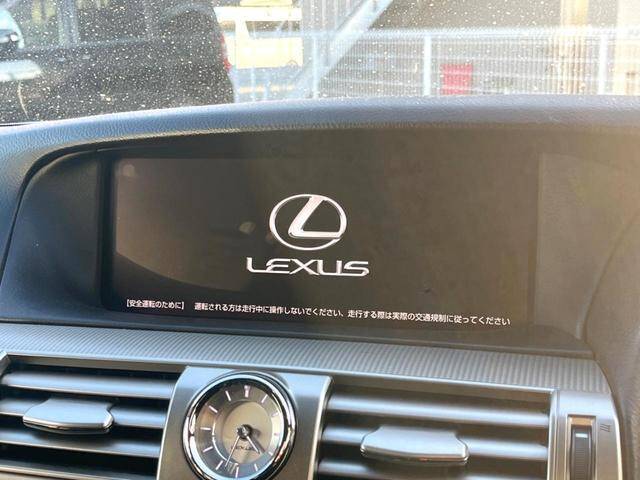 LEXUS
【安全運転のために】 運転される方は走行中に操作しないでください、走行する際は実際の交通規制に従ってください
LEXUS